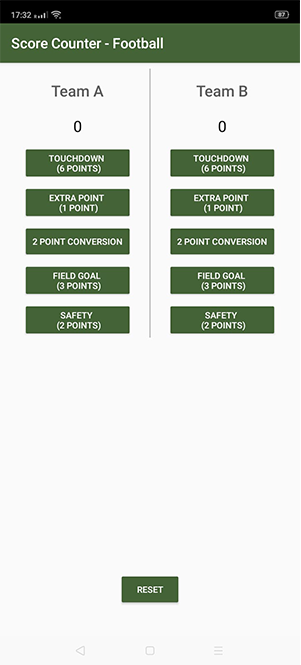 17:32
87
Score Counter - Football
Team A
Team B
0
0
TOUCHDOWN
(6 POINTS)
TOUCHDOWN
(6 POINTS)
EXTRA POINT
(1 POINT)
EXTRA POINT
(1 POINT)
2 POINT CONVERSION
2 POINT CONVERSION
FIELD GOAL
(3 POINTS)
FIELD GOAL
(3 POINTS)
SAFETY
(2 POINTS)
SAFETY
(2 POINTS)
RESET